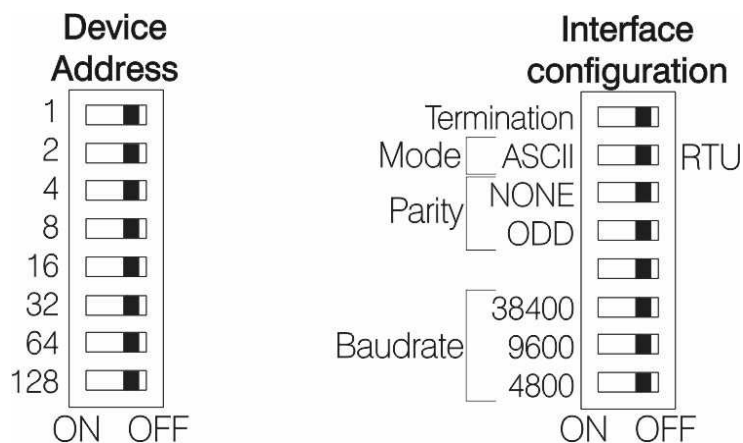 Device
Address
1
2
4
8
16
32
64
128
ON OFF
Interface
configuration
Termination
Mode ASCII RTU
Parity NONE
ODD
Baudrate 38400
9600
4800
ON OFF